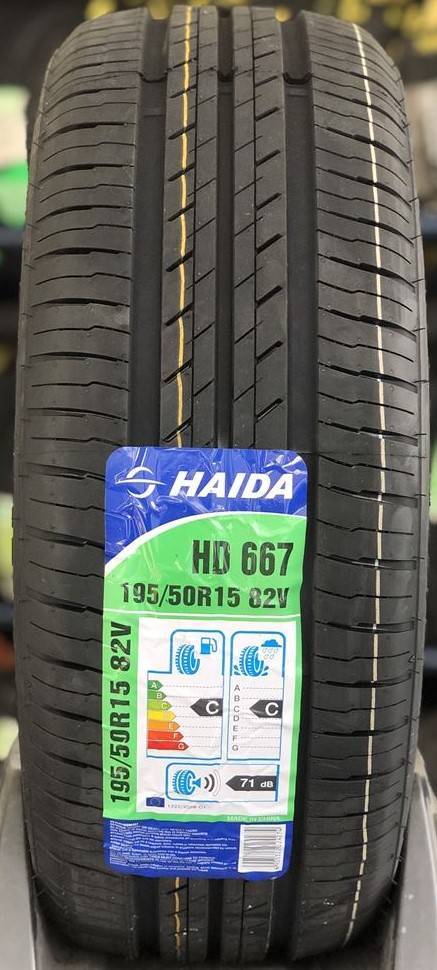 HAIDA
HD 667
195/50R15 82V
195/50R15 82V
A
B
C
D
E
F
G
C
A
B
C
D
E
F
G
C
71 dB
MADE IN CHINA